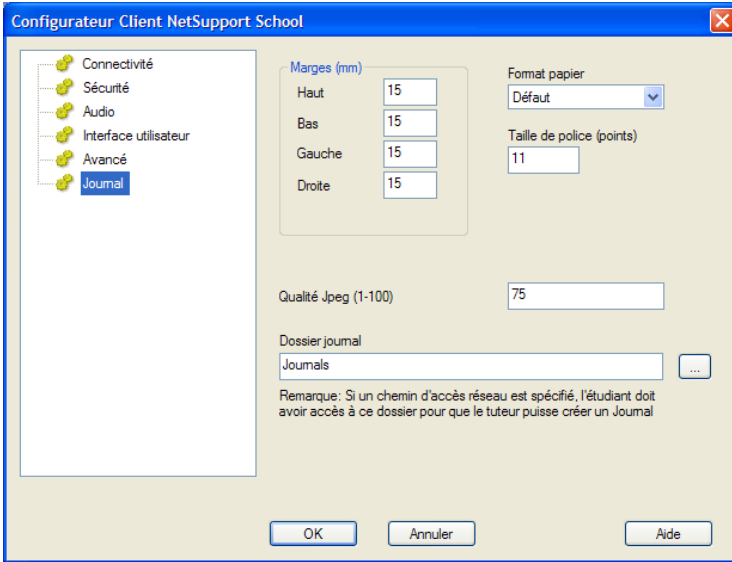 Configurateur Client NetSupport School
Connectivité
Sécurité
Audio
Interface utilisateur
Avancé
Journal
Marges (mm)
Haut 15
Bas 15
Gauche 15
Droite 15
Format papier
Défaut
Taille de police (points)
11
Qualité Jpeg (1-100) 75
Dossier journal
Journals ...
Remarque: Si un chemin d'accès réseau est spécifié, l'étudiant doit
avoir accès à ce dossier pour que le tuteur puisse créer un Journal
OK Annuler Aide